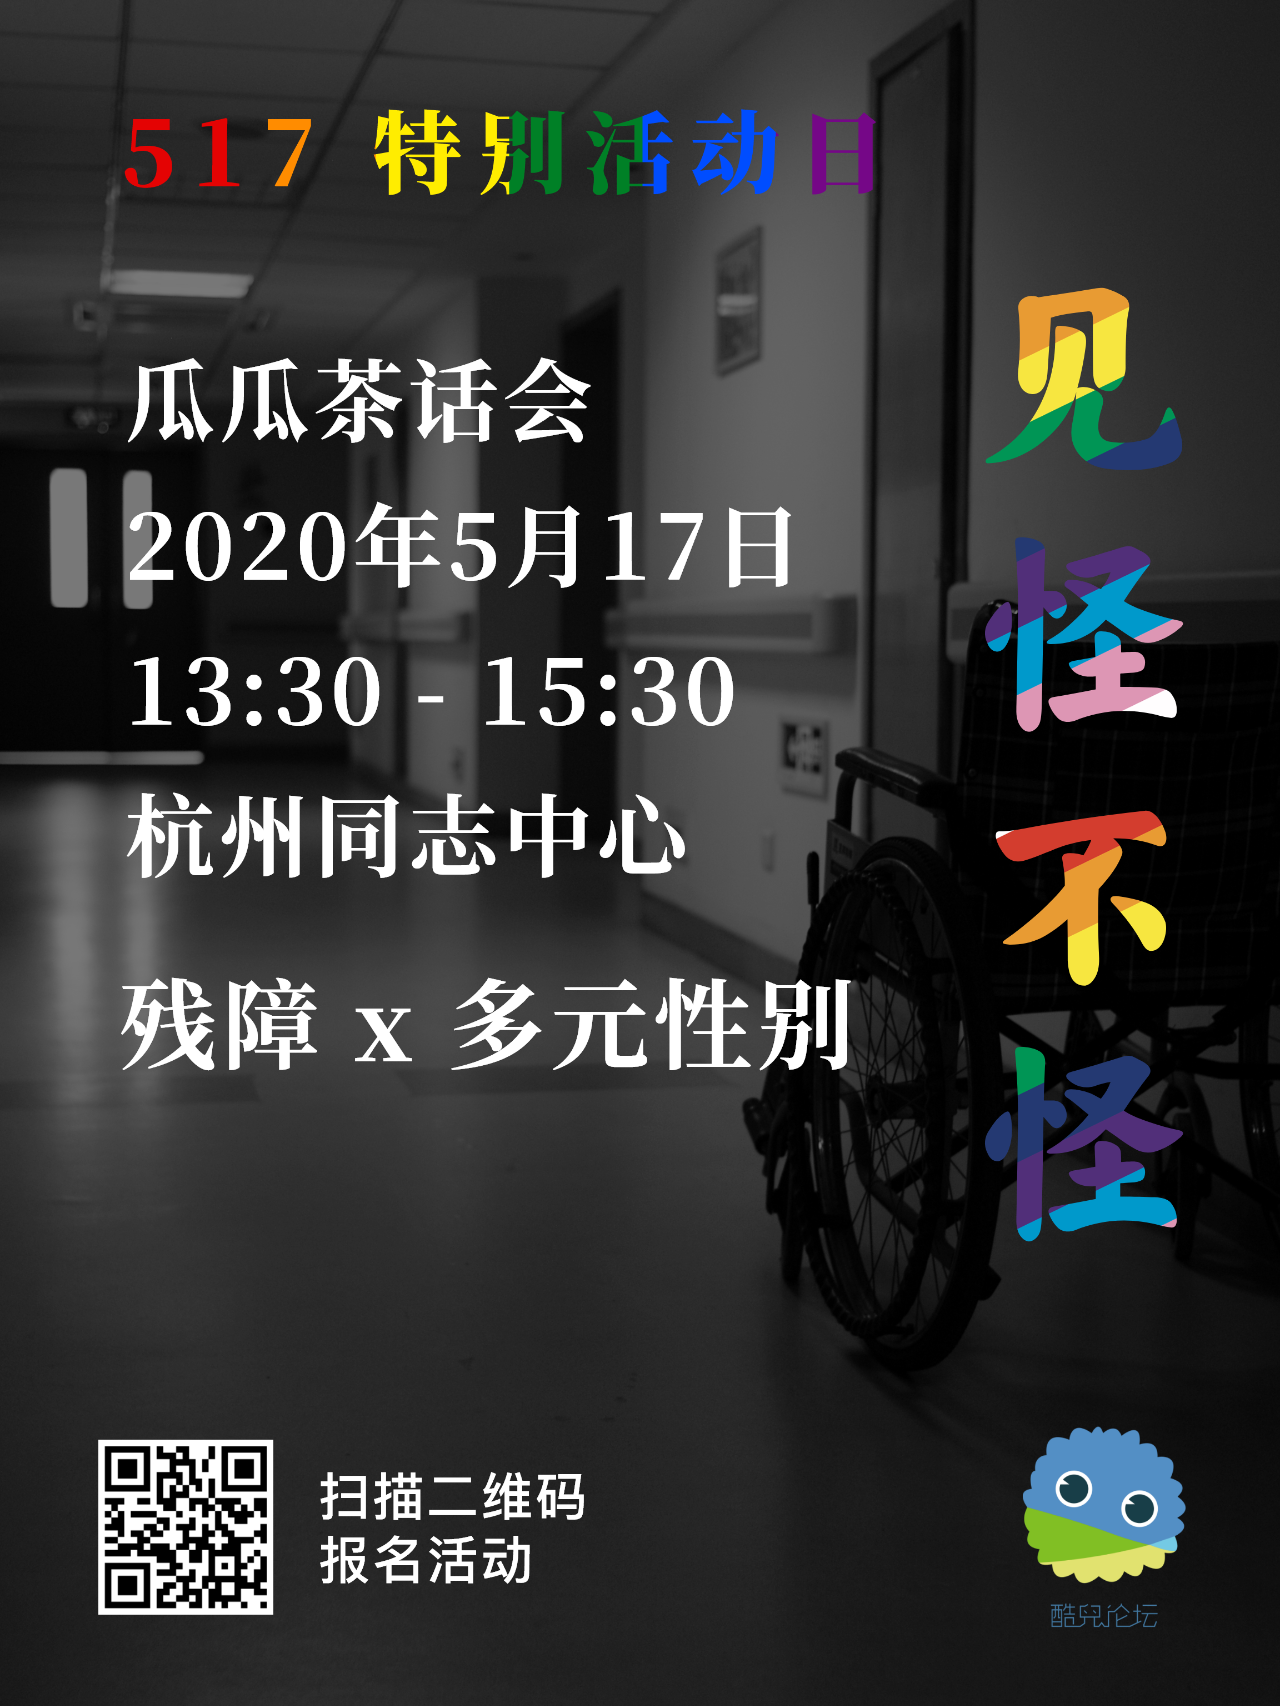 517 特别活动日
瓜瓜茶话会
2020年5月17日
13:30 - 15:30
杭州同志中心
残障 x 多元性别
见怪不怪
扫描二维码
报名活动
酷兒论坛